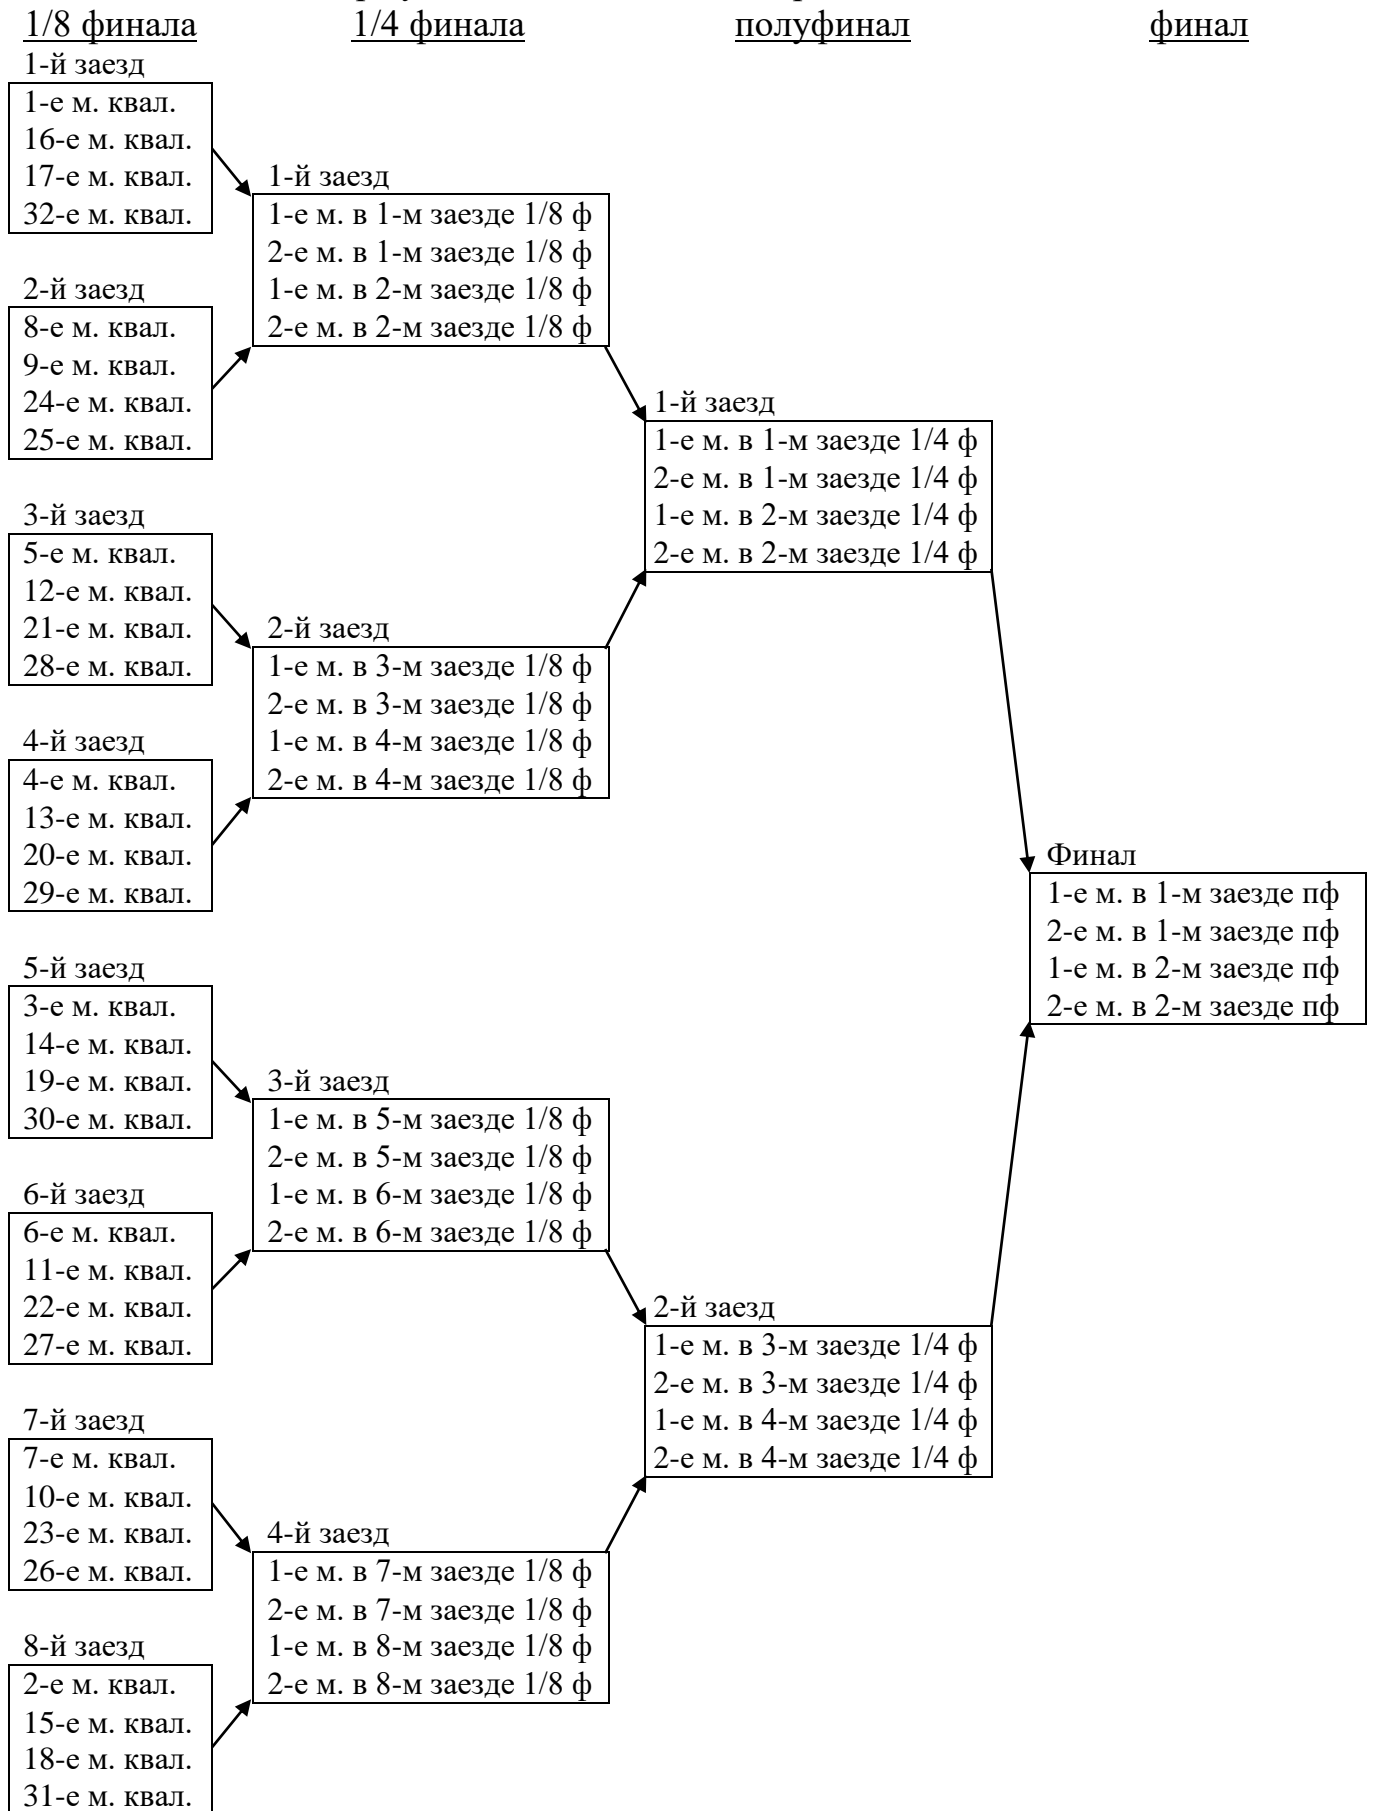 1/8 финала
1/4 финала
полуфинал
финал
1-й заезд
1-е м. квал.
16-е м. квал.
17-е м. квал.
32-е м. квал.
2-й заезд
8-е м. квал.
9-е м. квал.
24-е м. квал.
25-е м. квал.
3-й заезд
5-е м. квал.
12-е м. квал.
21-е м. квал.
28-е м. квал.
4-й заезд
4-е м. квал.
13-е м. квал.
20-е м. квал.
29-е м. квал.
5-й заезд
3-е м. квал.
14-е м. квал.
19-е м. квал.
30-е м. квал.
6-й заезд
6-е м. квал.
11-е м. квал.
22-е м. квал.
27-е м. квал.
7-й заезд
7-е м. квал.
10-е м. квал.
23-е м. квал.
26-е м. квал.
8-й заезд
2-е м. квал.
15-е м. квал.
18-е м. квал.
31-е м. квал.
1-й заезд
1-е м. в 1-м заезде 1/8 ф
2-е м. в 1-м заезде 1/8 ф
1-е м. в 2-м заезде 1/8 ф
2-е м. в 2-м заезде 1/8 ф
2-й заезд
1-е м. в 3-м заезде 1/8 ф
2-е м. в 3-м заезде 1/8 ф
1-е м. в 4-м заезде 1/8 ф
2-е м. в 4-м заезде 1/8 ф
3-й заезд
1-е м. в 5-м заезде 1/8 ф
2-е м. в 5-м заезде 1/8 ф
1-е м. в 6-м заезде 1/8 ф
2-е м. в 6-м заезде 1/8 ф
4-й заезд
1-е м. в 7-м заезде 1/8 ф
2-е м. в 7-м заезде 1/8 ф
1-е м. в 8-м заезде 1/8 ф
2-е м. в 8-м заезде 1/8 ф
1-й заезд
1-е м. в 1-м заезде 1/4 ф
2-е м. в 1-м заезде 1/4 ф
1-е м. в 2-м заезде 1/4 ф
2-е м. в 2-м заезде 1/4 ф
2-й заезд
1-е м. в 3-м заезде 1/4 ф
2-е м. в 3-м заезде 1/4 ф
1-е м. в 4-м заезде 1/4 ф
2-е м. в 4-м заезде 1/4 ф
Финал
1-е м. в 1-м заезде пф
2-е м. в 1-м заезде пф
1-е м. в 2-м заезде пф
2-е м. в 2-м заезде пф